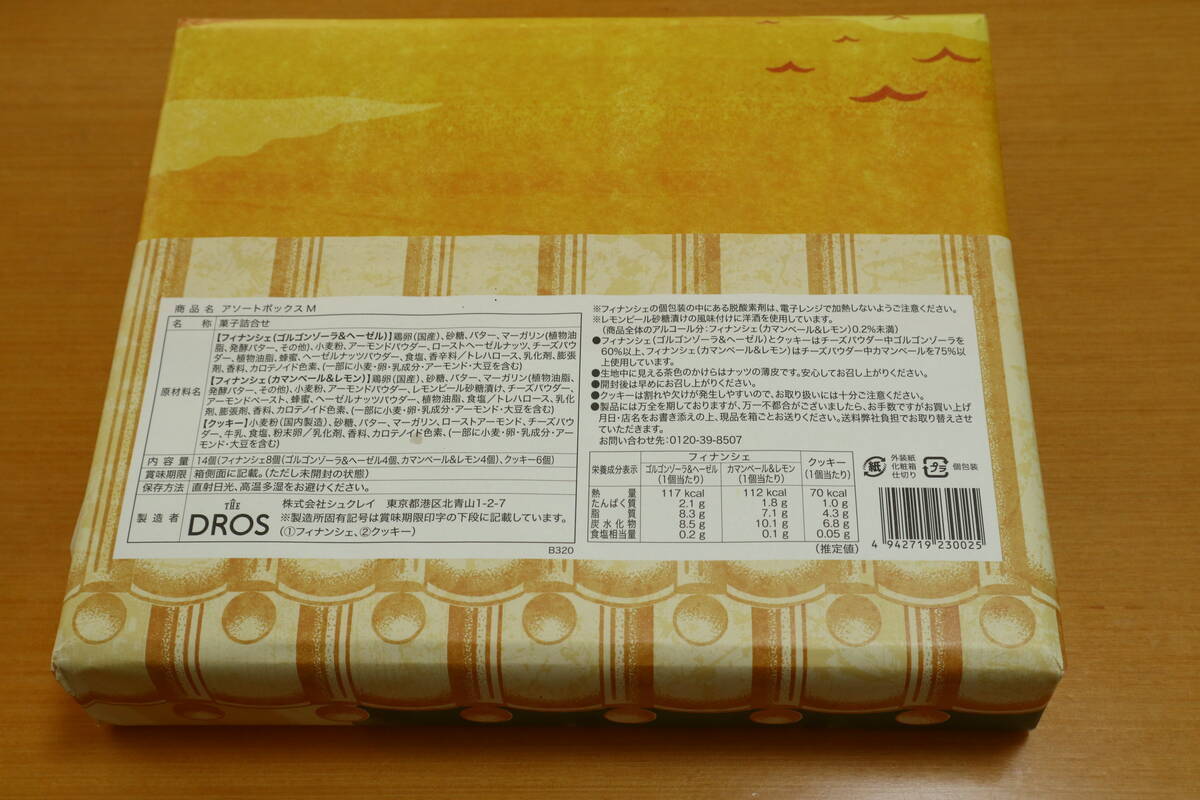 商品名 アソートボックス M
名称 菓子詰合せ
原材料名
【フィナンシェ(ゴルゴンゾーラ&ヘーゼル)】鶏卵(国産)、砂糖、バター、マーガリン(植物油
脂、発酵バター、その他)、小麦粉、アーモンドパウダー、ローストヘーゼルナッツ、チーズパウ
ダー、植物油脂、蜂蜜、ヘーゼルナッツパウダー、食塩、香辛料/トレハロース、乳化剤、膨張
剤、香料、カロテノイド色素、(一部に小麦・卵・乳成分・アーモンド・大豆を含む)
【フィナンシェ(カマンベール&レモン)】鶏卵(国産)、砂糖、バター、マーガリン(植物油脂、
発酵バター、その他)、小麦粉、アーモンドパウダー、レモンピール砂糖漬け、チーズパウダー、
アーモンドペースト、蜂蜜、ヘーゼルナッツパウダー、植物油脂、食塩/トレハロース、乳化
剤、膨張剤、香料、カロテノイド色素、(一部に小麦・卵・乳成分・アーモンド・大豆を含む)
【クッキー】小麦粉(国内製造)、砂糖、バター、マーガリン、ローストアーモンド、チーズパウ
ダー、牛乳、食塩、粉末卵/乳化剤、香料、カロテノイド色素、(一部に小麦・卵・乳成分・アー
モンド・大豆を含む)
内容量 14個(フィナンシェ8個(ゴルゴンゾーラ&ヘーゼル4個、カマンベール&レモン4個)、クッキー6個)
賞味期限 箱側面に記載。(ただし未開封の状態)
保存方法 直射日光、高温多湿をお避けください。
製造者
THE
DROS
株式会社シュクレイ 東京都港区北青山1-2-7
※製造所固有記号は賞味期限印字の下段に記載しています。
(①フィナンシェ、②クッキー)
B320
※フィナンシェの個包装の中にある脱酸素剤は、電子レンジで加熱しないようご注意ください。
※レモンピール砂糖漬けの風味付けに洋酒を使用しています。
(商品全体のアルコール分:フィナンシェ(カマンベール&レモン)0.2%未満)
●フィナンシェ(ゴルゴンゾーラ&ヘーゼル)とクッキーはチーズパウダー中ゴルゴンゾーラを
60%以上、フィナンシェ(カマンベール&レモン)はチーズパウダー中カマンベールを75%以
上使用しています。
●生地中に見える茶色のかけらはナッツの薄皮です。安心してお召し上がりください。
●開封後は早めにお召し上がりください。
●クッキーは割れや欠けが発生しやすいので、お取り扱いには十分ご注意ください。
●製品には万全を期しておりますが、万一不都合がございましたら、お手数ですがお買い上げ
月日・店名をお書き添えの上、現品を箱ごとお送りください。送料弊社負担でお取り替えさせ
ていただきます。
お問い合わせ先:0120-39-8507
栄養成分表示 フィナンシェ クッキー
ゴルゴンゾーラ&ヘーゼル カマンベール&レモン
(1個当たり) (1個当たり) (1個当たり)
熱量 117 kcal 112 kcal 70 kcal
たんぱく質 2.1 g 1.8 g 1.0 g
脂質 8.3 g 7.1 g 4.3 g
炭水化物 8.5 g 10.1 g 6.8 g
食塩相当量 0.2 g 0.1 g 0.05 g
(推定値)
紙 外装紙
化粧箱
仕切り
プラ 個包装
4 942719 230025